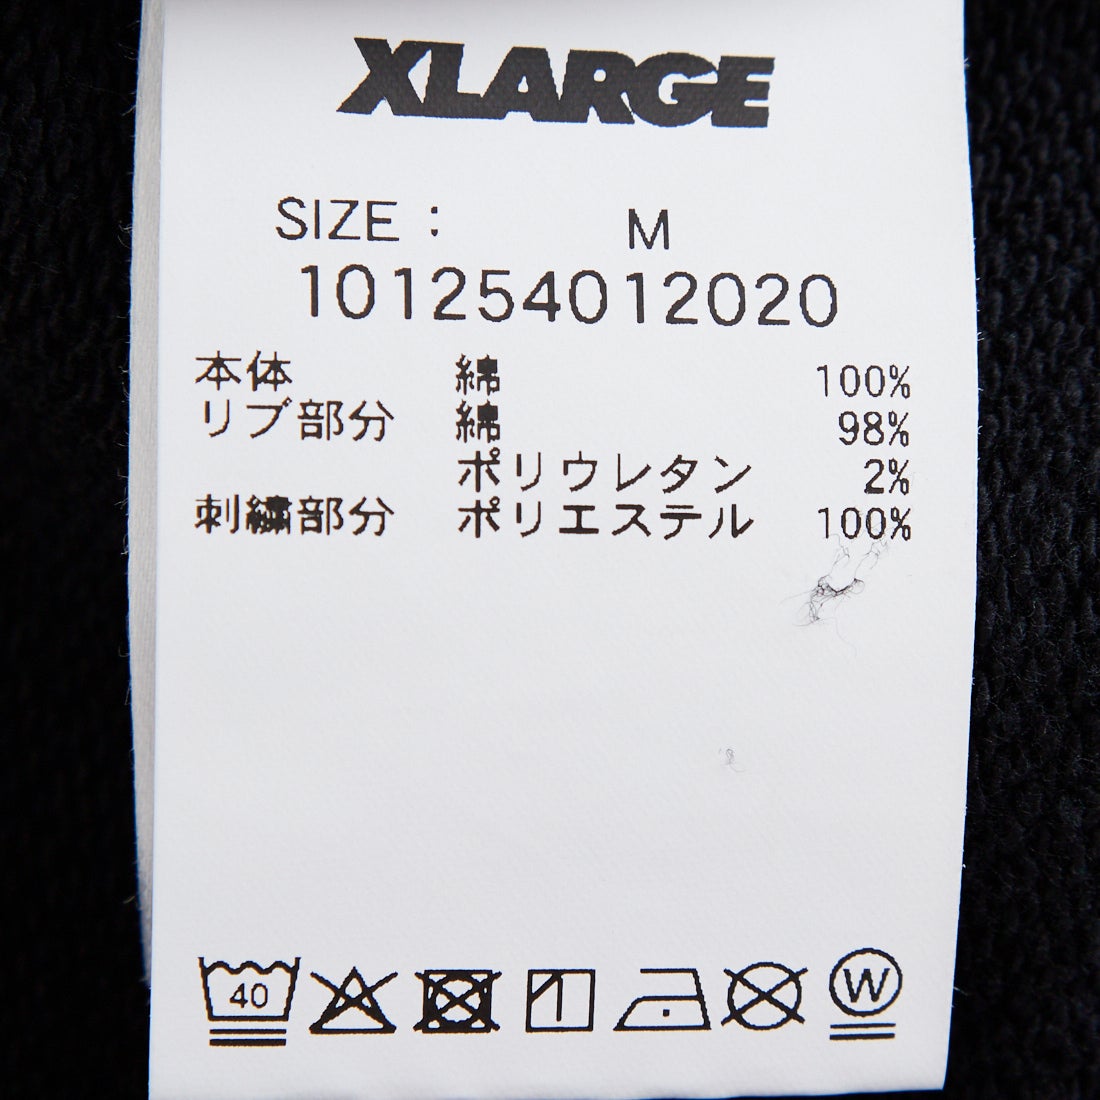 XLARGE
SIZE : M
101254012020
本体 綿 100%
リブ部分 綿 98%
ポリウレタン 2%
刺繍部分 ポリエステル 100%
40
W